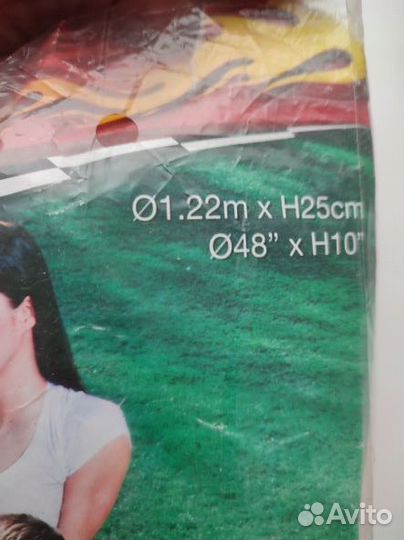 Ø1.22m x H25cm
Ø48” x H10”
Avito